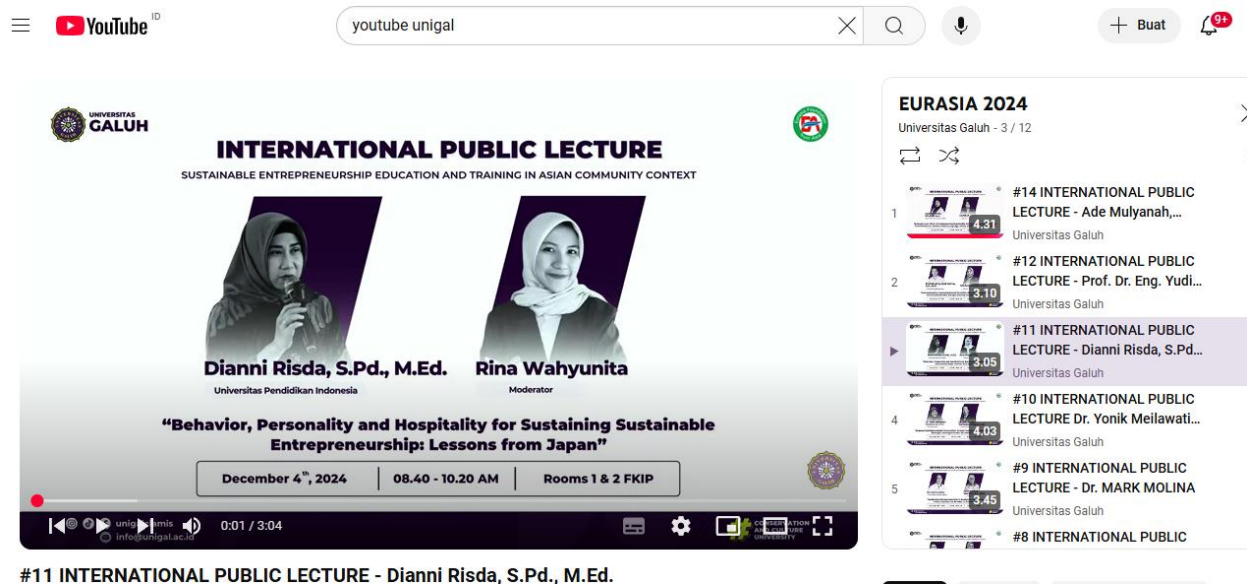 YouTube ID
youtube unigal
Buat
9+
UNIVERSITAS
GALUH
INTERNATIONAL PUBLIC LECTURE
SUSTAINABLE ENTREPRENEURSHIP EDUCATION AND TRAINING IN ASIAN COMMUNITY CONTEXT
Dianni Risda, S.Pd., M.Ed.
Universitas Pendidikan Indonesia
Rina Wahyunita
Moderator
“Behavior, Personality and Hospitality for Sustaining Sustainable
Entrepreneurship: Lessons from Japan”
December 4th, 2024
08.40 - 10.20 AM
Rooms 1 & 2 FKIP
0:01 / 3:04
info@unigal.ac.id
CONSERVATION
AND CULTURE
UNIVERSITY
#11 INTERNATIONAL PUBLIC LECTURE - Dianni Risda, S.Pd., M.Ed.
EURASIA 2024
Universitas Galuh - 3 / 12
1
4.31
#14 INTERNATIONAL PUBLIC
LECTURE - Ade Mulyanah,...
Universitas Galuh
2
3.10
#12 INTERNATIONAL PUBLIC
LECTURE - Prof. Dr. Eng. Yudi...
Universitas Galuh
3.05
#11 INTERNATIONAL PUBLIC
LECTURE - Dianni Risda, S.Pd...
Universitas Galuh
4
4.03
#10 INTERNATIONAL PUBLIC
LECTURE Dr. Yonik Meilawati...
Universitas Galuh
5
3.45
#9 INTERNATIONAL PUBLIC
LECTURE - Dr. MARK MOLINA
Universitas Galuh
#8 INTERNATIONAL PUBLIC